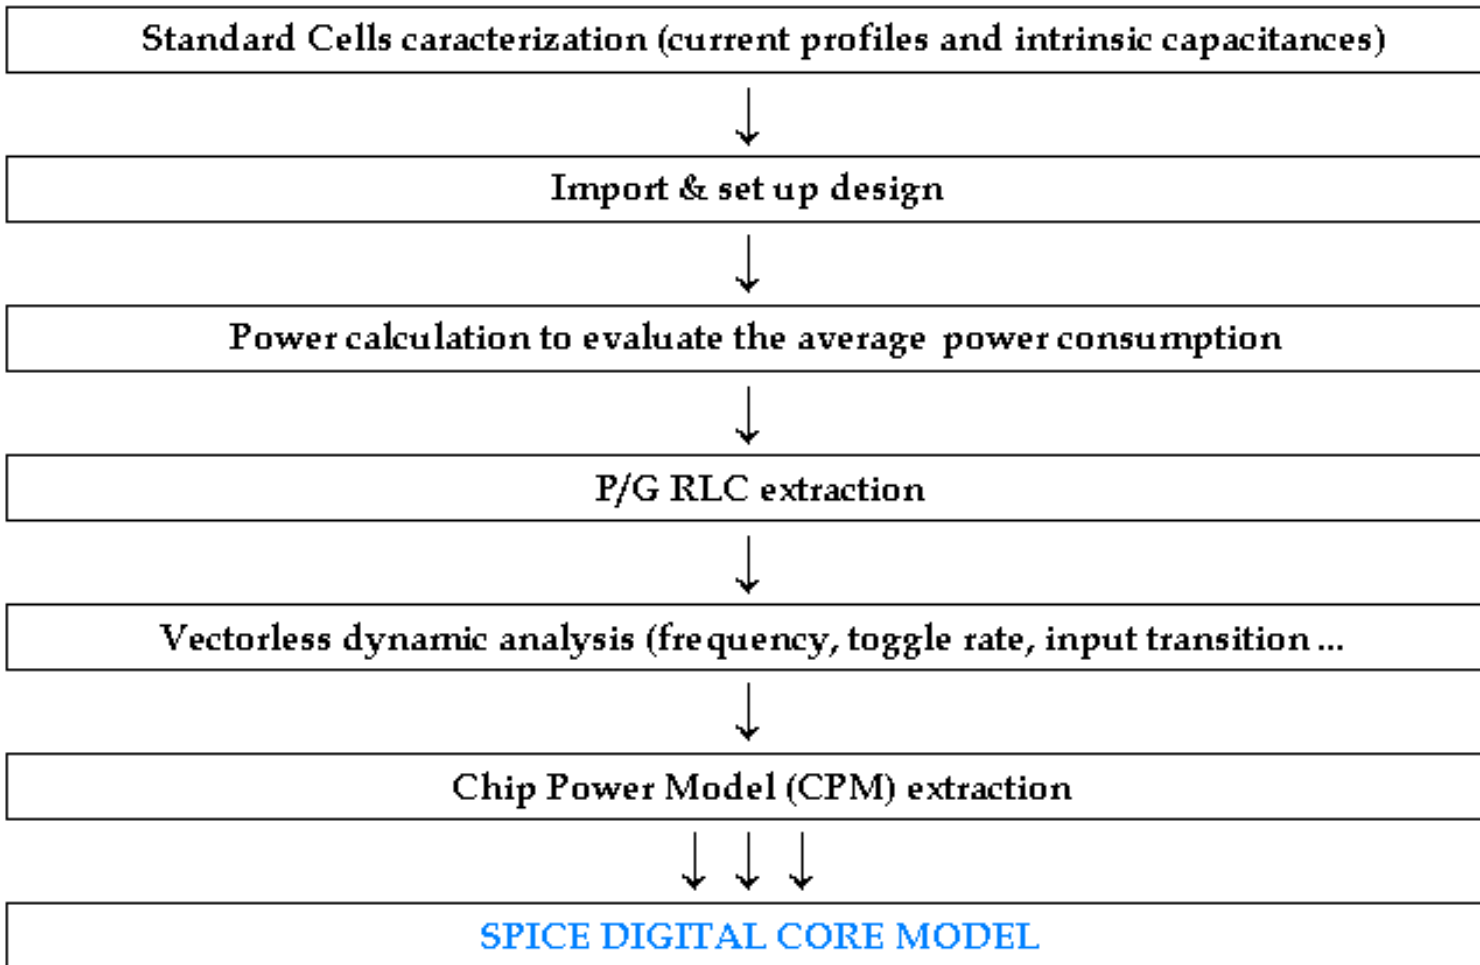 Standard Cells caracterization (current profiles and intrinsic capacitances)
Import & set up design
Power calculation to evaluate the average power consumption
P/G RLC extraction
Vectorless dynamic analysis (frequency, toggle rate, input transition ...
Chip Power Model (CPM) extraction
SPICE DIGITAL CORE MODEL